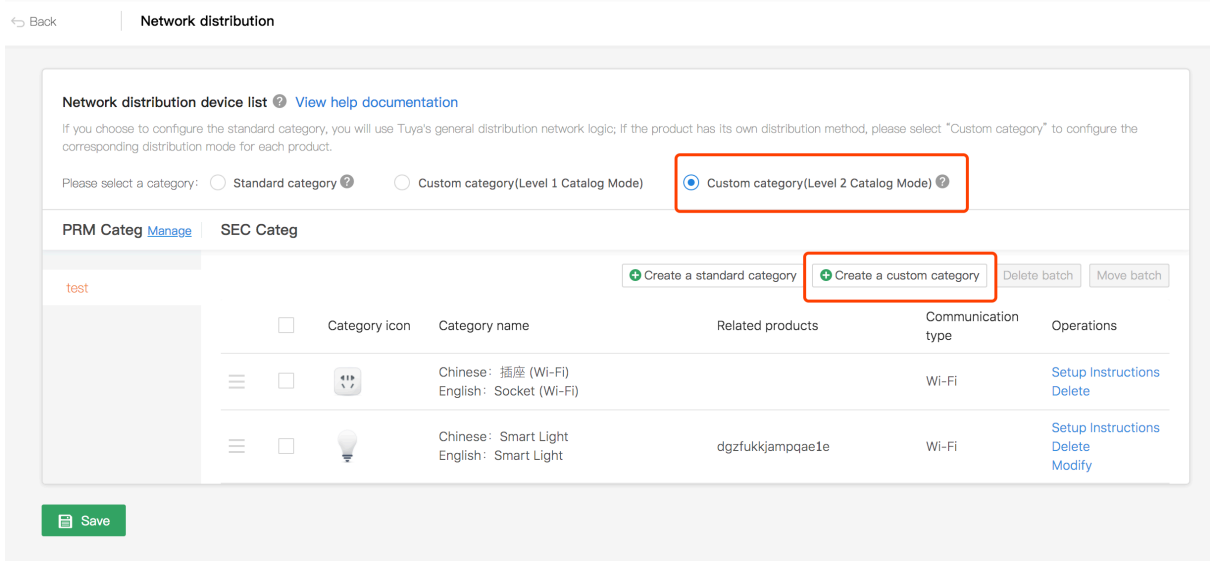 Back
Network distribution
Network distribution device list ? View help documentation
If you choose to configure the standard category, you will use Tuya's general distribution network logic; If the product has its own distribution method, please select "Custom category" to configure the
corresponding distribution mode for each product.
Please select a category: Standard category ? Custom category(Level 1 Catalog Mode) Custom category(Level 2 Catalog Mode) ?
PRM Categ Manage SEC Categ
Create a standard category Create a custom category Delete batch Move batch
test
Category icon Category name Related products Communication type Operations
Chinese: 插座 (Wi-Fi)
English: Socket (Wi-Fi)
Wi-Fi
Setup Instructions
Delete
Chinese: Smart Light
English: Smart Light
dgzfukkjampqae1e
Wi-Fi
Setup Instructions
Delete
Modify
Save